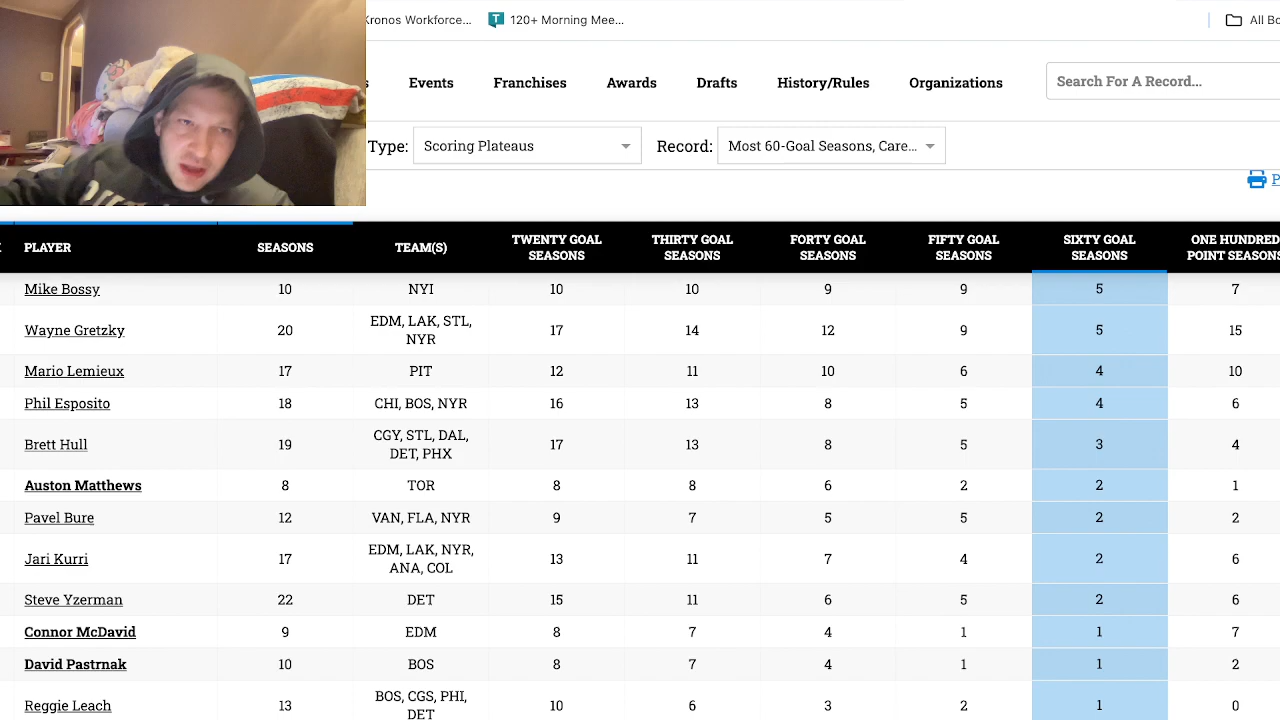 Kronos Workforce... T 120+ Morning Mee... All Bo
Events Franchises Awards Drafts History/Rules Organizations Search For A Record...
Type: Scoring Plateaus Record: Most 60-Goal Seasons, Care...
PLAYER SEASONS TEAM(S) TWENTY GOAL SEASONS THIRTY GOAL SEASONS FORTY GOAL SEASONS FIFTY GOAL SEASONS SIXTY GOAL SEASONS ONE HUNDRED POINT SEASONS
Mike Bossy 10 NYI 10 10 9 9 5 7
Wayne Gretzky 20 EDM, LAK, STL, NYR 17 14 12 9 5 15
Mario Lemieux 17 PIT 12 11 10 6 4 10
Phil Esposito 18 CHI, BOS, NYR 16 13 8 5 4 6
Brett Hull 19 CGY, STL, DAL, DET, PHX 17 13 8 5 3 4
Auston Matthews 8 TOR 8 8 6 2 2 1
Pavel Bure 12 VAN, FLA, NYR 9 7 5 5 2 2
Jari Kurri 17 EDM, LAK, NYR, ANA, COL 13 11 7 4 2 6
Steve Yzerman 22 DET 15 11 6 5 2 6
Connor McDavid 9 EDM 8 7 4 1 1 7
David Pastrnak 10 BOS 8 7 4 1 1 2
Reggie Leach 13 BOS, CGS, PHI, DET 10 6 3 2 1 0